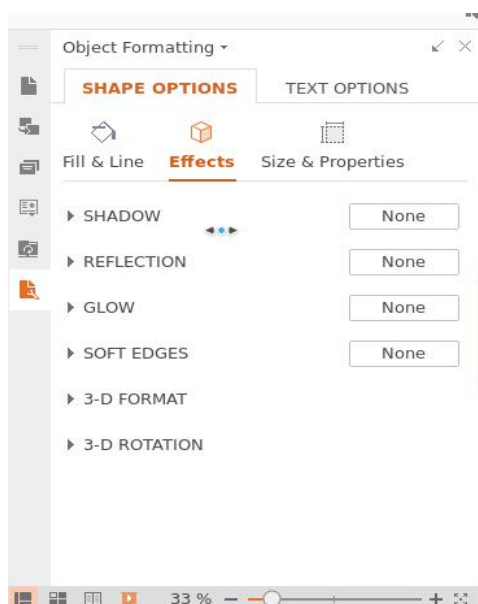 Object Formatting
SHAPE OPTIONS TEXT OPTIONS
Fill & Line Effects Size & Properties
SHADOW None
REFLECTION None
GLOW None
SOFT EDGES None
3-D FORMAT
3-D ROTATION
33 % − +